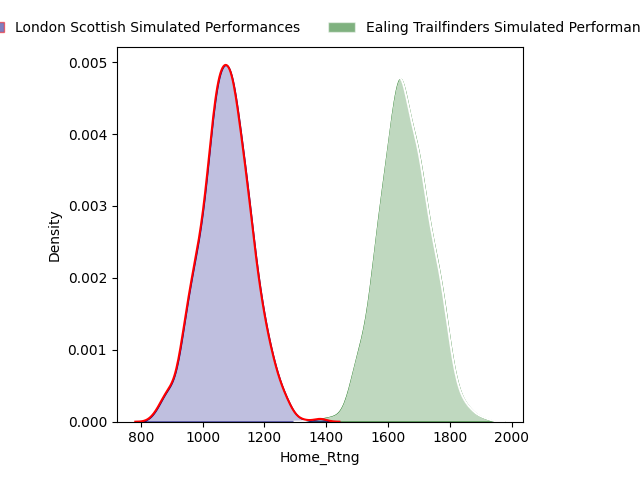 London Scottish Simulated Performances Ealing Trailfinders Simulated Performan
0.005
0.004
0.003
0.002
0.001
0.000
Density
800 1000 1200 1400 1600 1800 2000
Home_Rtng